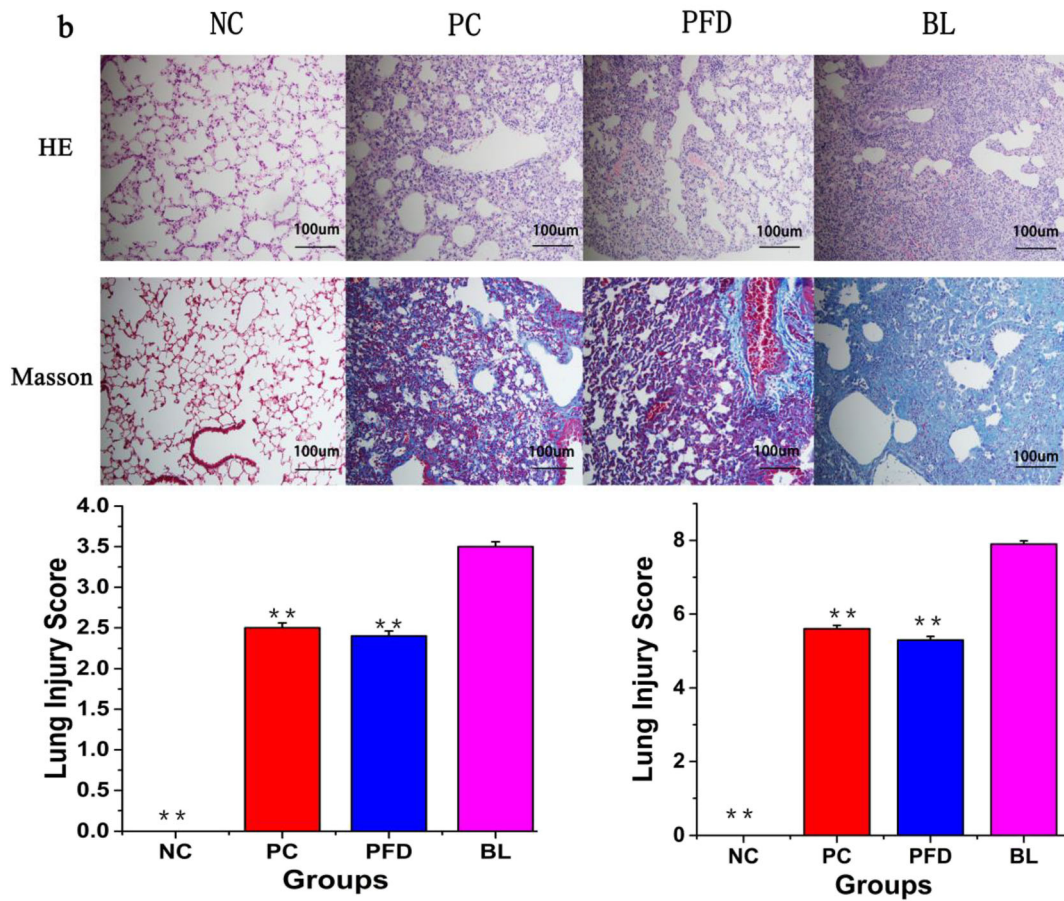 b NC PC PFD BL
HE
100um 100um 100um 100um
Masson
100um 100um 100um 100um
Lung Injury Score
4.0
3.5
3.0
2.5
2.0
1.5
1.0
0.5
0.0
** ** **
NC PC PFD BL
Groups
Lung Injury Score
8
6
4
2
0
** ** **
NC PC PFD BL
Groups